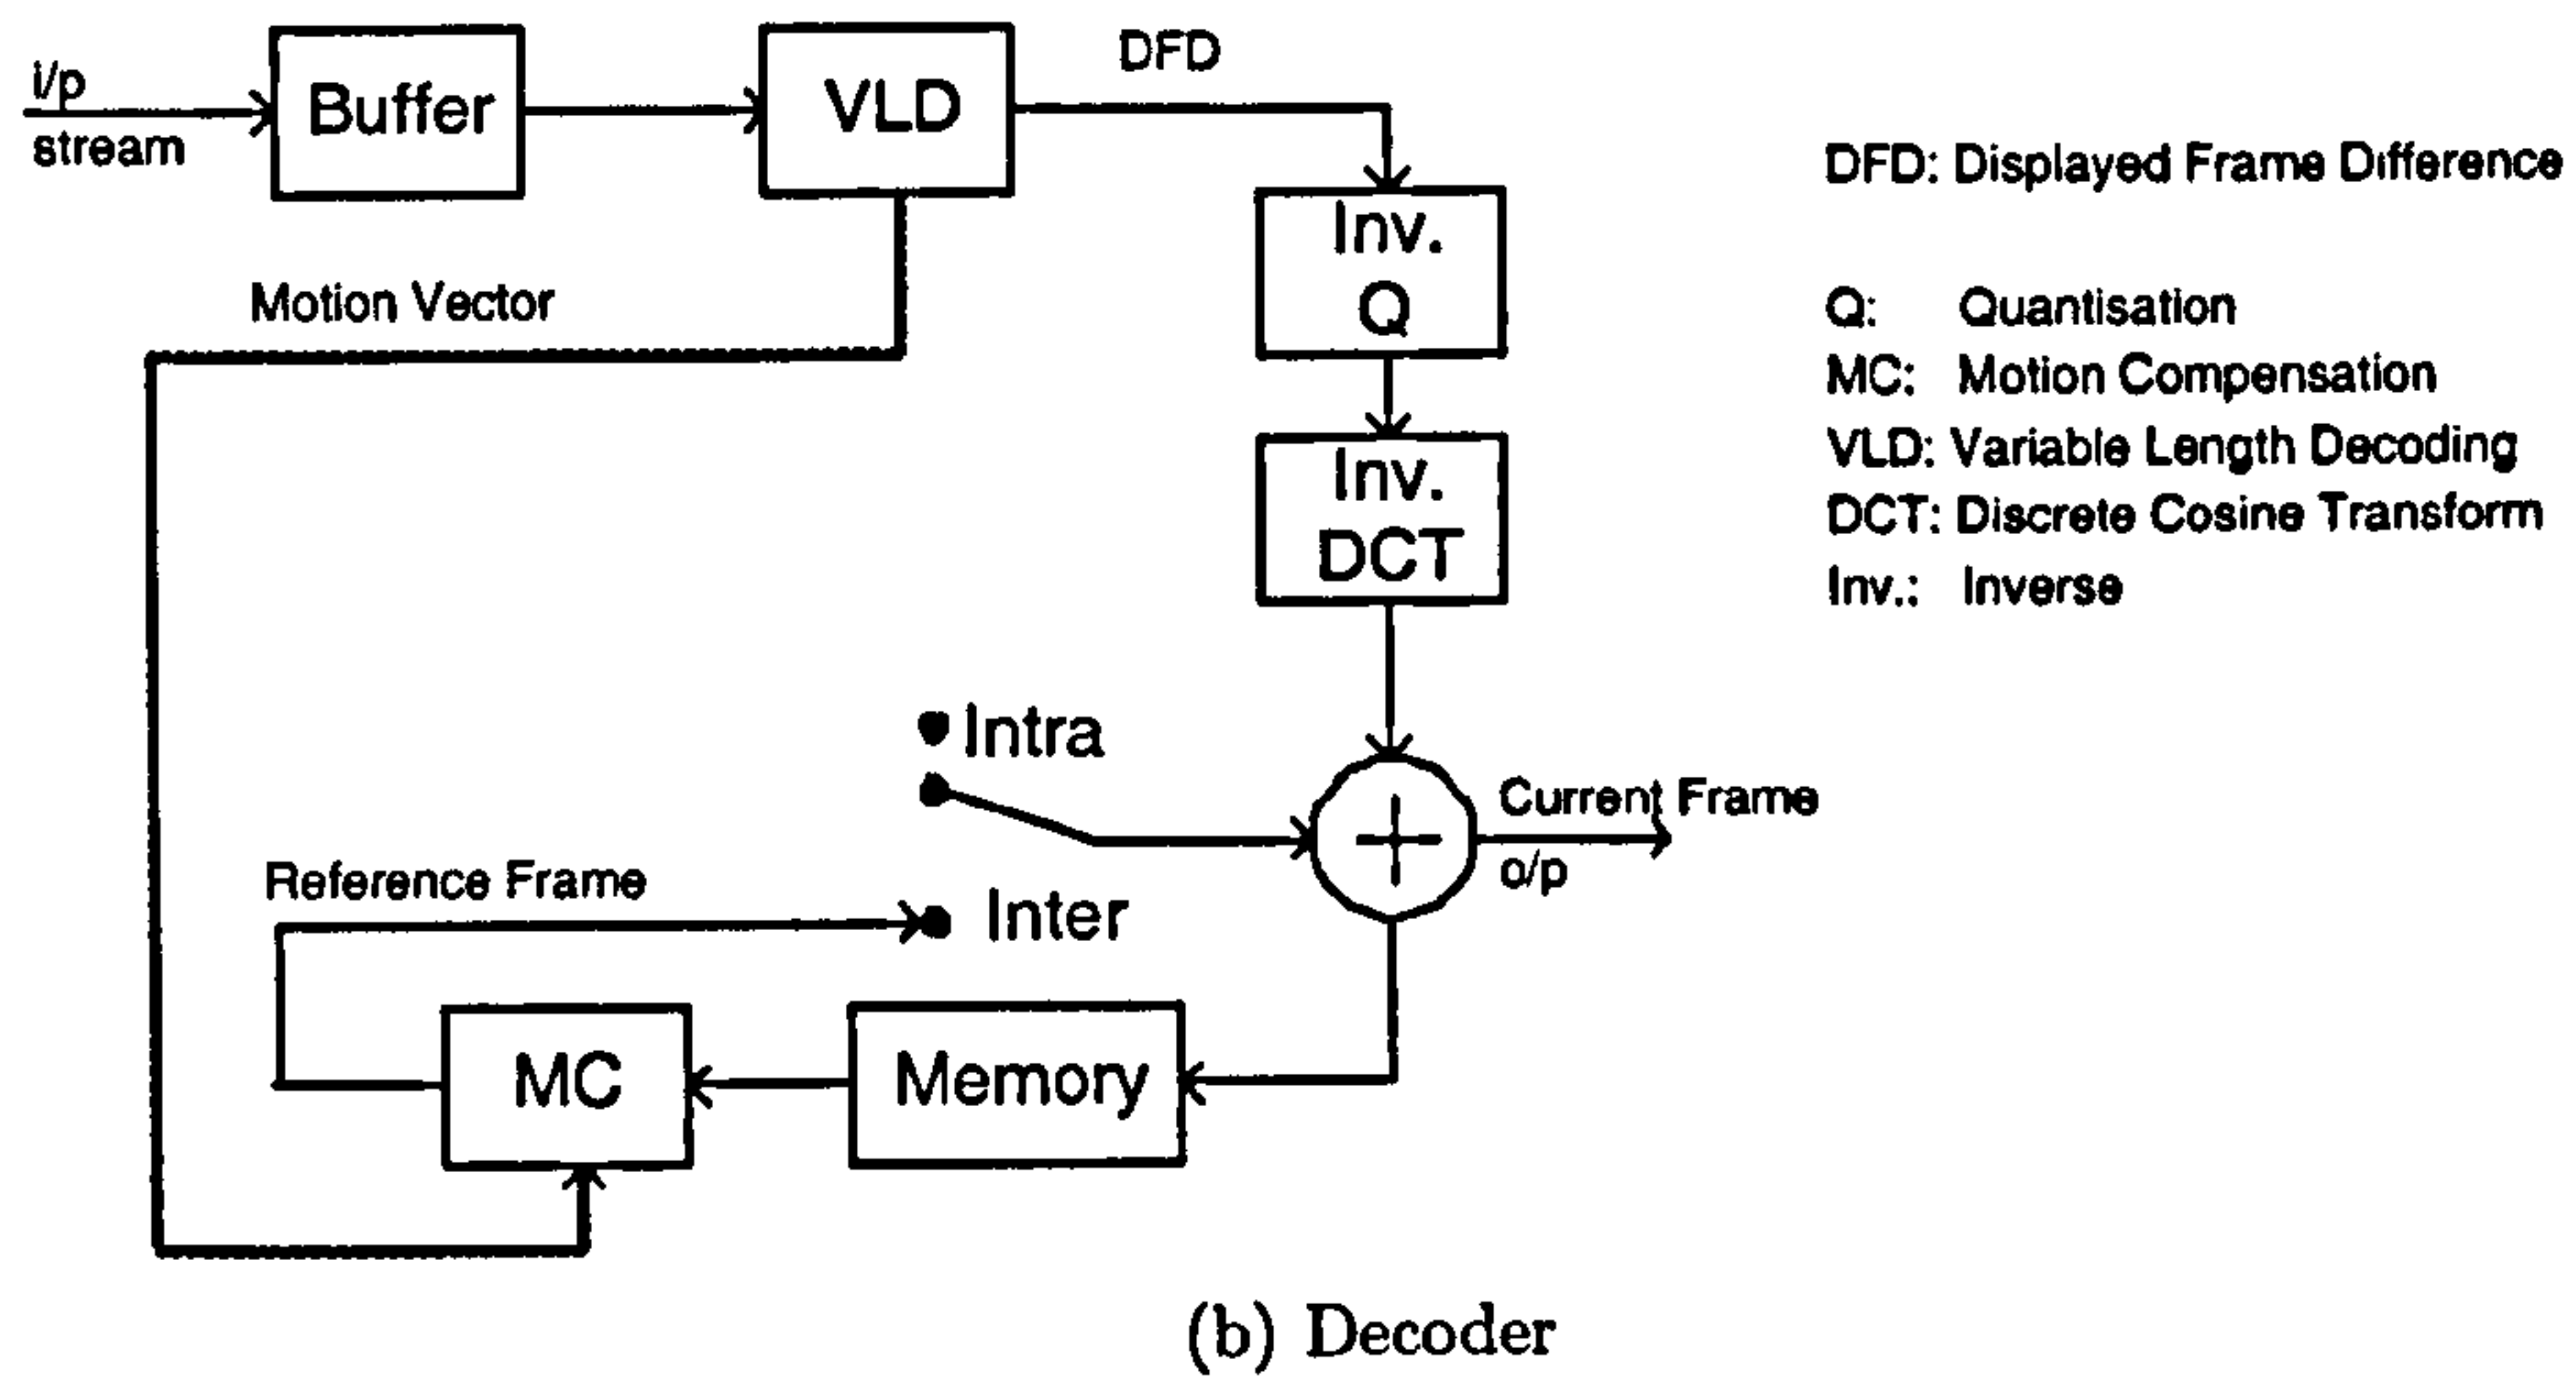 i/p
stream
Buffer
VLD
DFD
Inv.
Q
Inv.
DCT
Motion Vector
Intra
Inter
Current Frame
o/p
Reference Frame
MC
Memory
DFD: Displayed Frame Difference
Q: Quantisation
MC: Motion Compensation
VLD: Variable Length Decoding
DCT: Discrete Cosine Transform
Inv.: Inverse
(b) Decoder